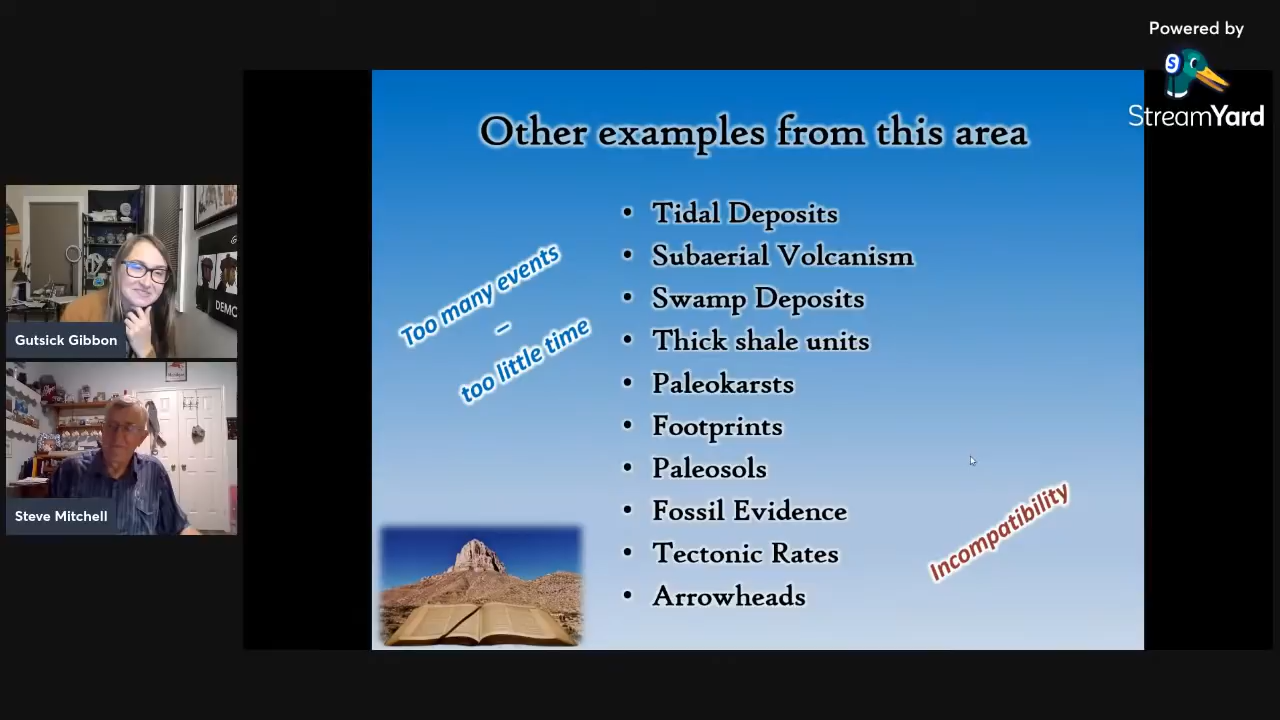 Powered by
S
StreamYard
Other examples from this area
• Tidal Deposits
• Subaerial Volcanism
• Swamp Deposits
• Thick shale units
• Paleokarsts
• Footprints
• Paleosols
• Fossil Evidence
• Tectonic Rates
• Arrowheads
Too many events
–
too little time
Incompatibility
Gutsick Gibbon
DEMO
Steve Mitchell